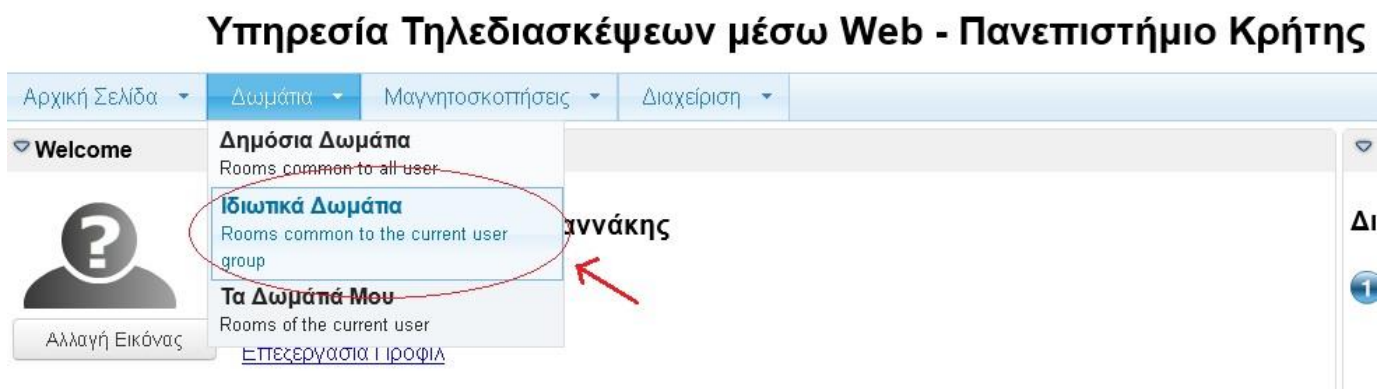 Υπηρεσία Τηλεδιασκέψεων μέσω Web - Πανεπιστήμιο Κρήτης
Αρχική Σελίδα Δωμάτια Μαγνητοσκοπήσεις Διαχείριση
Welcome
Δημόσια Δωμάτια
Rooms common to all user
Ιδιωτικά Δωμάτια
Rooms common to the current user
group
αννάκης
Δι
1
Τα Δωμάτιά Μου
Rooms of the current user
Αλλαγή Εικόνας
Επεξεργασία Προφίλ